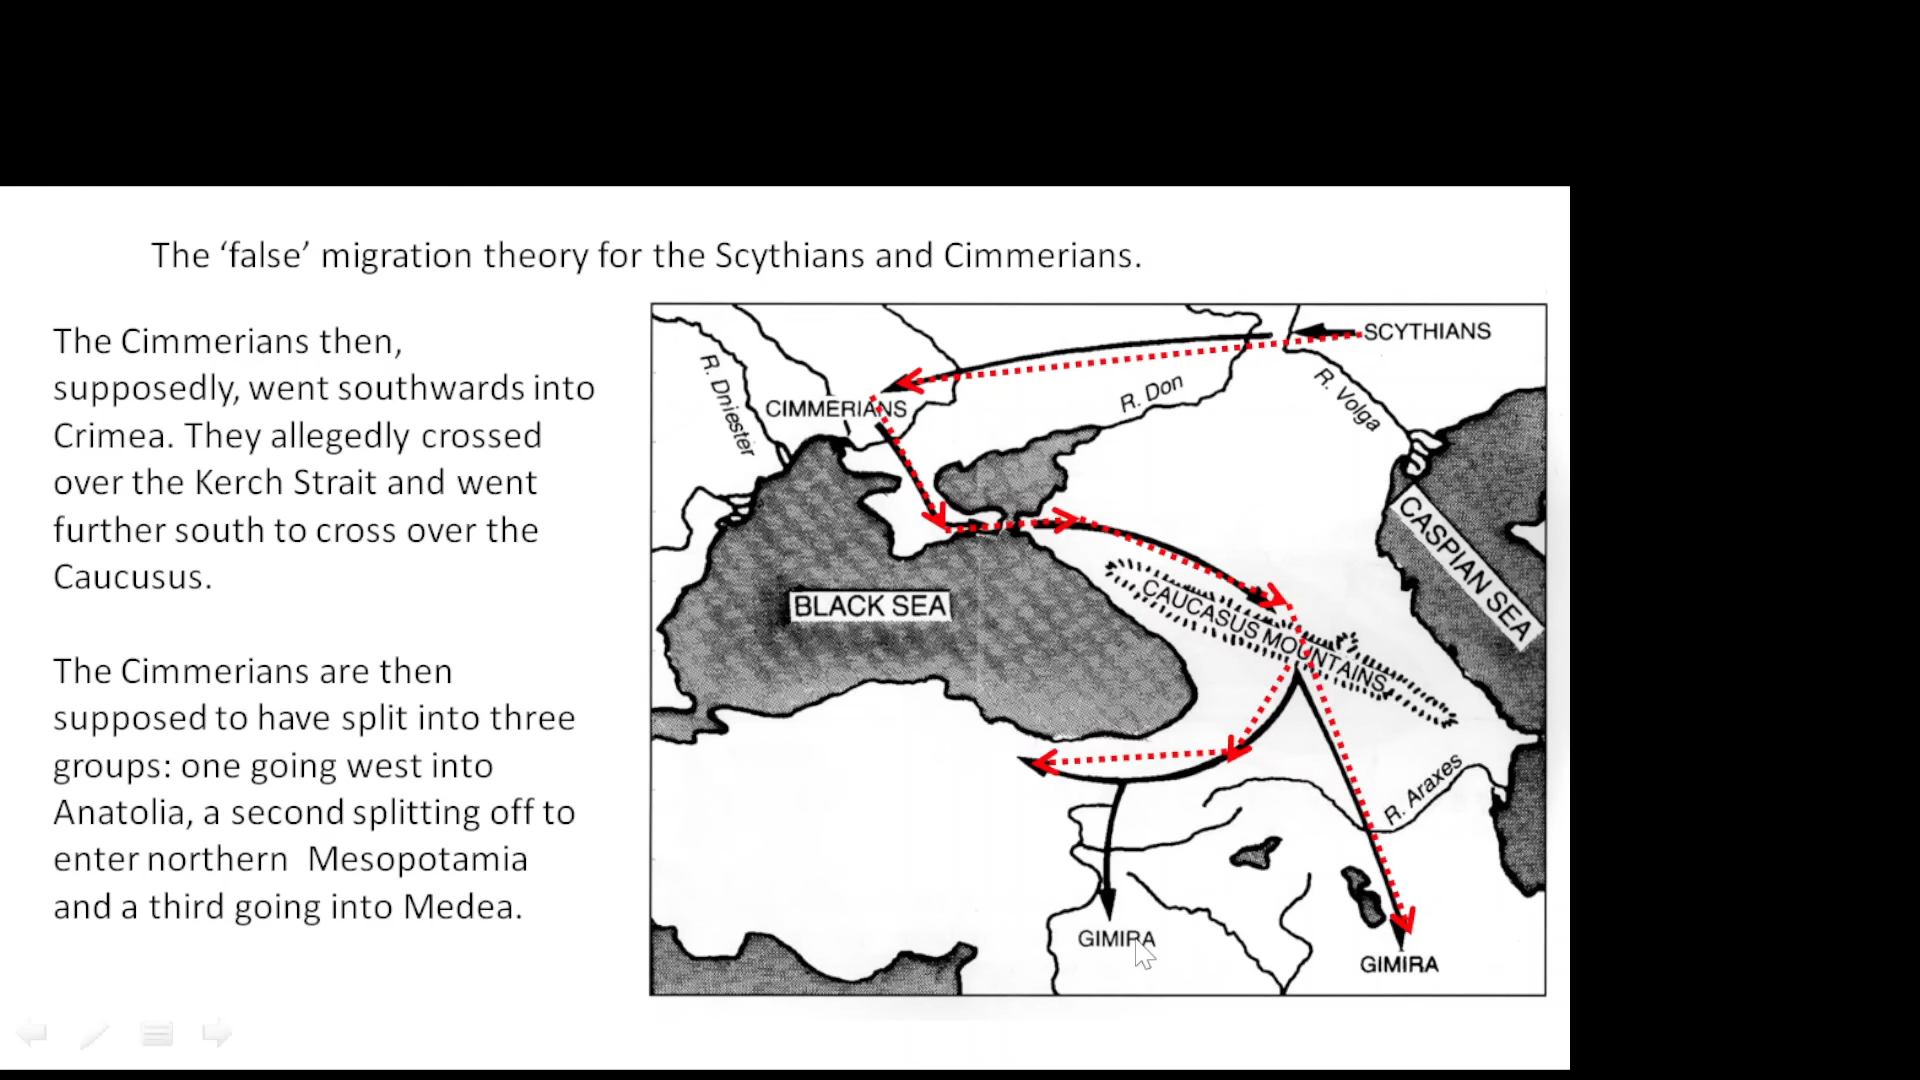 The ‘false’ migration theory for the Scythians and Cimmerians.
The Cimmerians then,
supposedly, went southwards into
Crimea. They allegedly crossed
over the Kerch Strait and went
further south to cross over the
Caucusus.
The Cimmerians are then
supposed to have split into three
groups: one going west into
Anatolia, a second splitting off to
enter northern Mesopotamia
and a third going into Medea.
SCYTHIANS
R. Dniester
CIMMERIANS
R. Don
R. Volga
CASPIAN SEA
BLACK SEA
CAUCASUS MOUNTAINS
R. Araxes
GIMIRA
GIMIRA